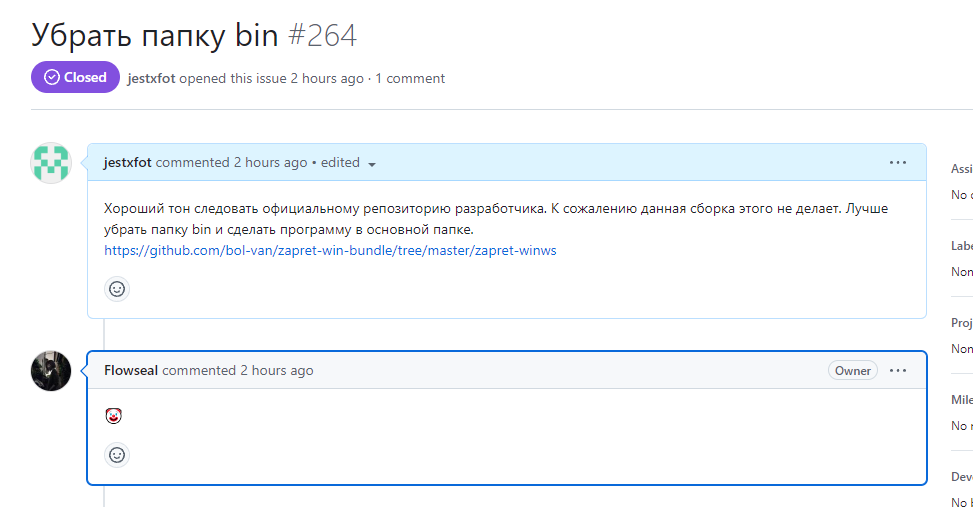 Убрать папку bin #264
Closed jestxfot opened this issue 2 hours ago · 1 comment
jestxfot commented 2 hours ago • edited
Хороший тон следовать официальному репозиторию разработчика. К сожалению данная сборка этого не делает. Лучше
убрать папку bin и сделать программу в основной папке.
https://github.com/bol-van/zapret-win-bundle/tree/master/zapret-winws
Flowseal commented 2 hours ago Owner
🤡
Assi
No
Labe
Non
Proj
Non
Mile
No
Dev
No